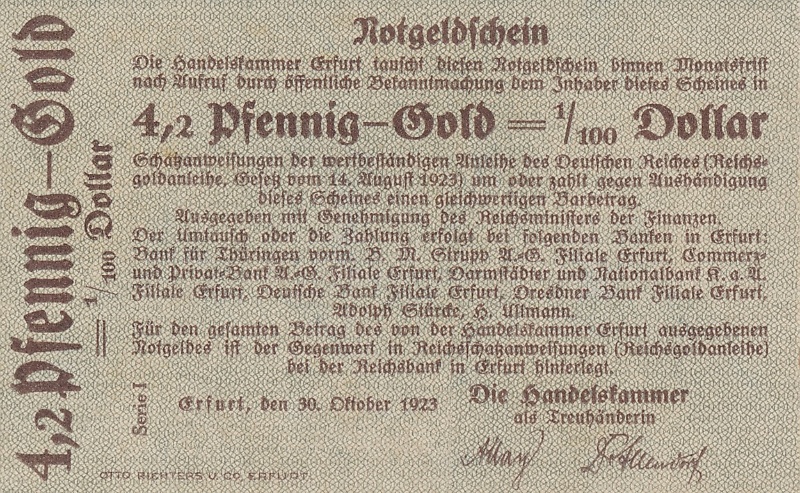 Notgeldschein
Die Handelskammer Erfurt tauscht diesen Notgeldschein binnen Monatsfrist
nach Aufruf durch öffentliche Bekanntmachung dem Inhaber dieses Scheines in
4,2 Pfennig-Gold = 1/100 Dollar
Schatzanweisungen der wertbeständigen Anleihe des Deutschen Reiches (Reichs-
goldanleihe, Gesetz vom 14. August 1923) um oder zahlt gegen Aushändigung
dieses Scheines einen gleichwertigen Barbetrag.
Ausgegeben mit Genehmigung des Reichsministers der Finanzen.
Der Umtausch oder die Zahlung erfolgt bei folgenden Banken in Erfurt:
Bank für Thüringen vorm. B. M. Strupp A.-G. Filiale Erfurt, Commerz-
und Privat-Bank A.-G. Filiale Erfurt, Darmstädter und Nationalbank K. a. A.
Filiale Erfurt, Deutsche Bank Filiale Erfurt, Dresdner Bank Filiale Erfurt,
Adolph Stürcke, H. Ullmann.
Für den gesamten Betrag des von der Handelskammer Erfurt ausgegebenen
Notgeldes ist der Gegenwert in Reichsschatzanweisungen (Reichsgoldanleihe)
bei der Reichsbank in Erfurt hinterlegt.
Erfurt, den 30. Oktober 1923
Die Handelskammer
als Treuhänderin
Serie I
4,2 Pfennig-Gold
= 1/100 Dollar
OTTO RICHTERS U. CO. ERFURT